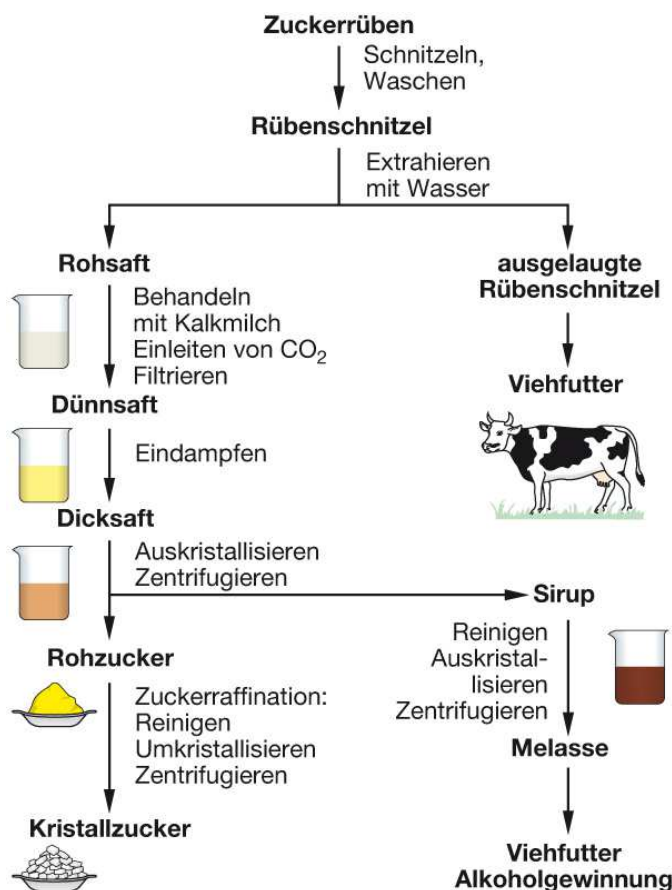 Zuckerrüben
Schnitzeln,
Waschen
Rübenschnitzel
Extrahieren
mit Wasser
Rohsaft
Behandeln
mit Kalkmilch
Einleiten von CO₂
Filtrieren
Dünnsaft
Eindampfen
Dicksaft
Auskristallisieren
Zentrifugieren
Rohzucker
Zuckerraffination:
Reinigen
Umkristallisieren
Zentrifugieren
Kristallzucker
ausgelaugte
Rübenschnitzel
Viehfutter
Sirup
Reinigen
Auskristal-
lisieren
Zentrifugieren
Melasse
Viehfutter
Alkoholgewinnung